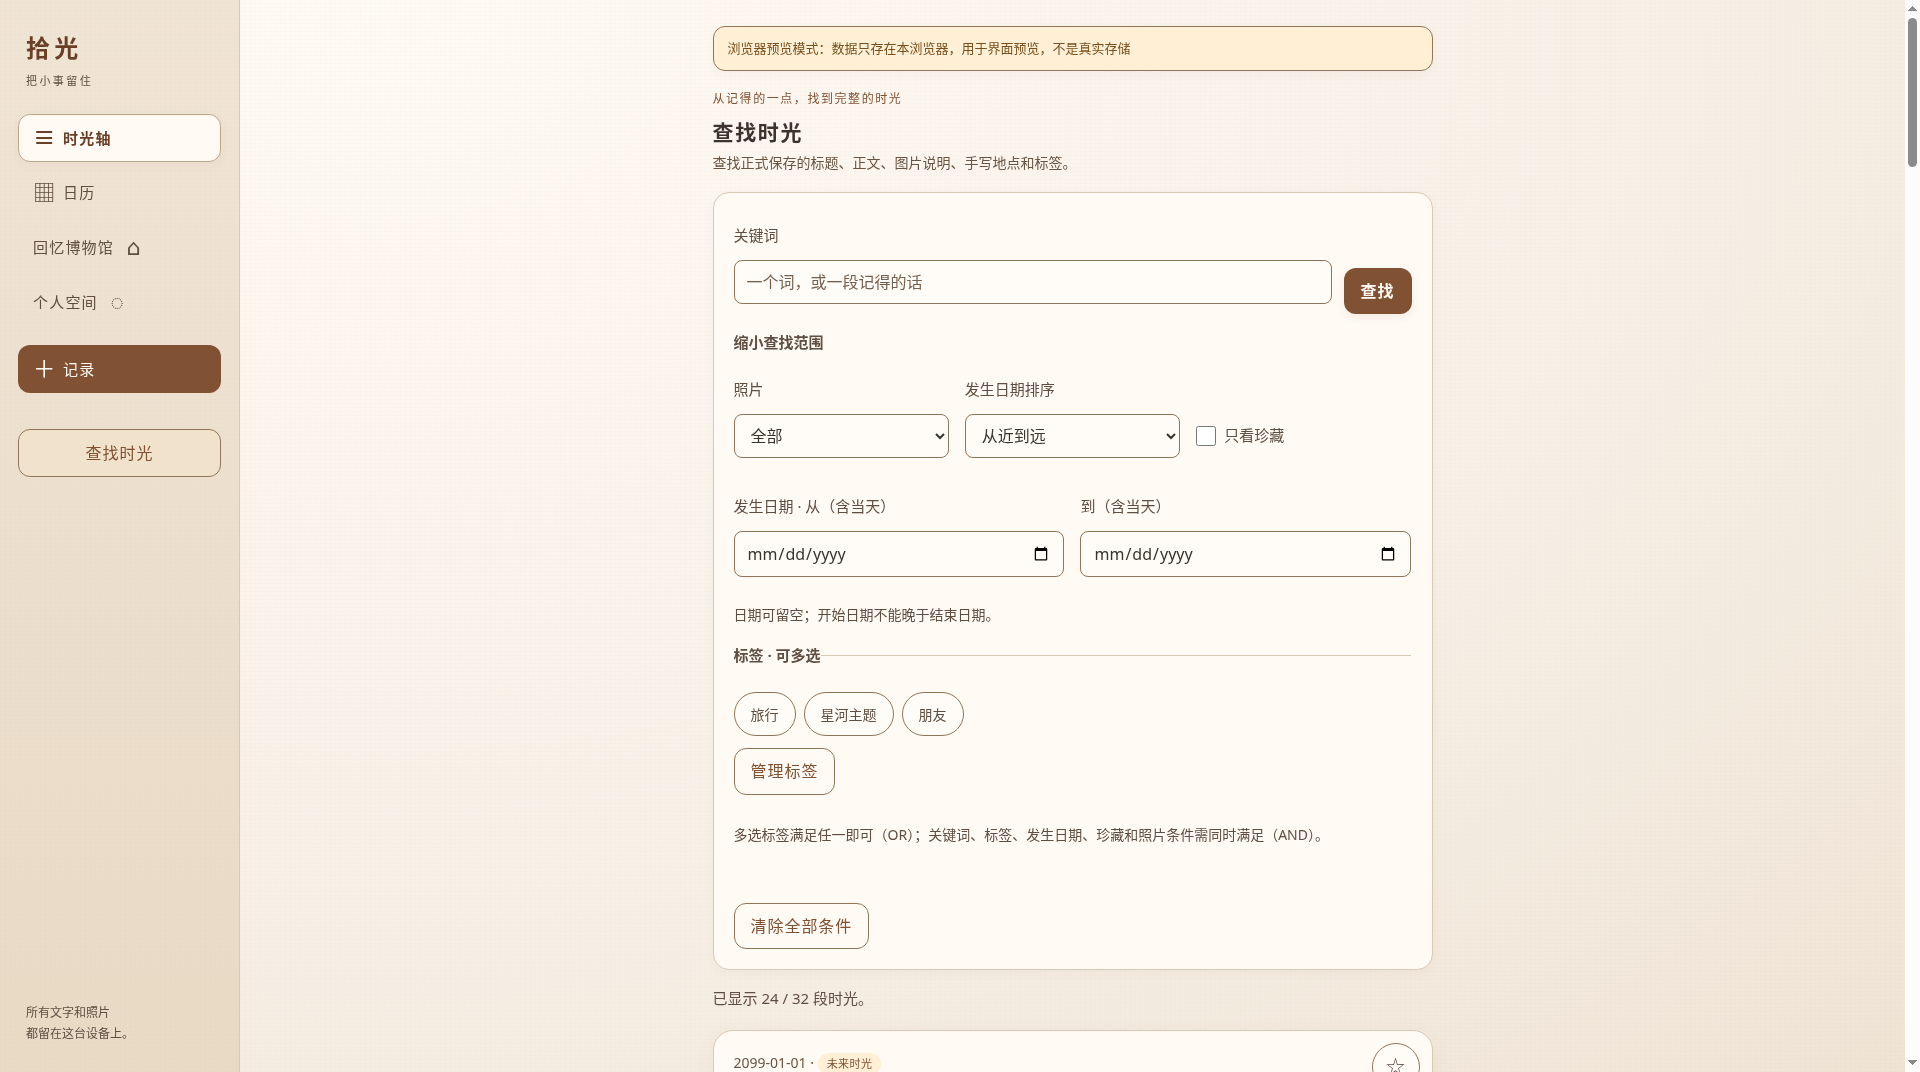 拾光
把小事留住
时光轴
日历
回忆博物馆
个人空间
记录
查找时光
所有文字和照片
都留在这台设备上。
浏览器预览模式：数据只存在本浏览器，用于界面预览，不是真实存储
从记得的一点，找到完整的时光
查找时光
查找正式保存的标题、正文、图片说明、手写地点和标签。
关键词
一个词，或一段记得的话
查找
缩小查找范围
照片 发生日期排序
全部 从近到远 只看珍藏
发生日期 · 从（含当天） 到（含当天）
mm/dd/yyyy mm/dd/yyyy
日期可留空；开始日期不能晚于结束日期。
标签 · 可多选
旅行 星河主题 朋友
管理标签
多选标签满足任一即可（OR）；关键词、标签、发生日期、珍藏和照片条件需同时满足（AND）。
清除全部条件
已显示 24 / 32 段时光。
2099-01-01 · 未来时光